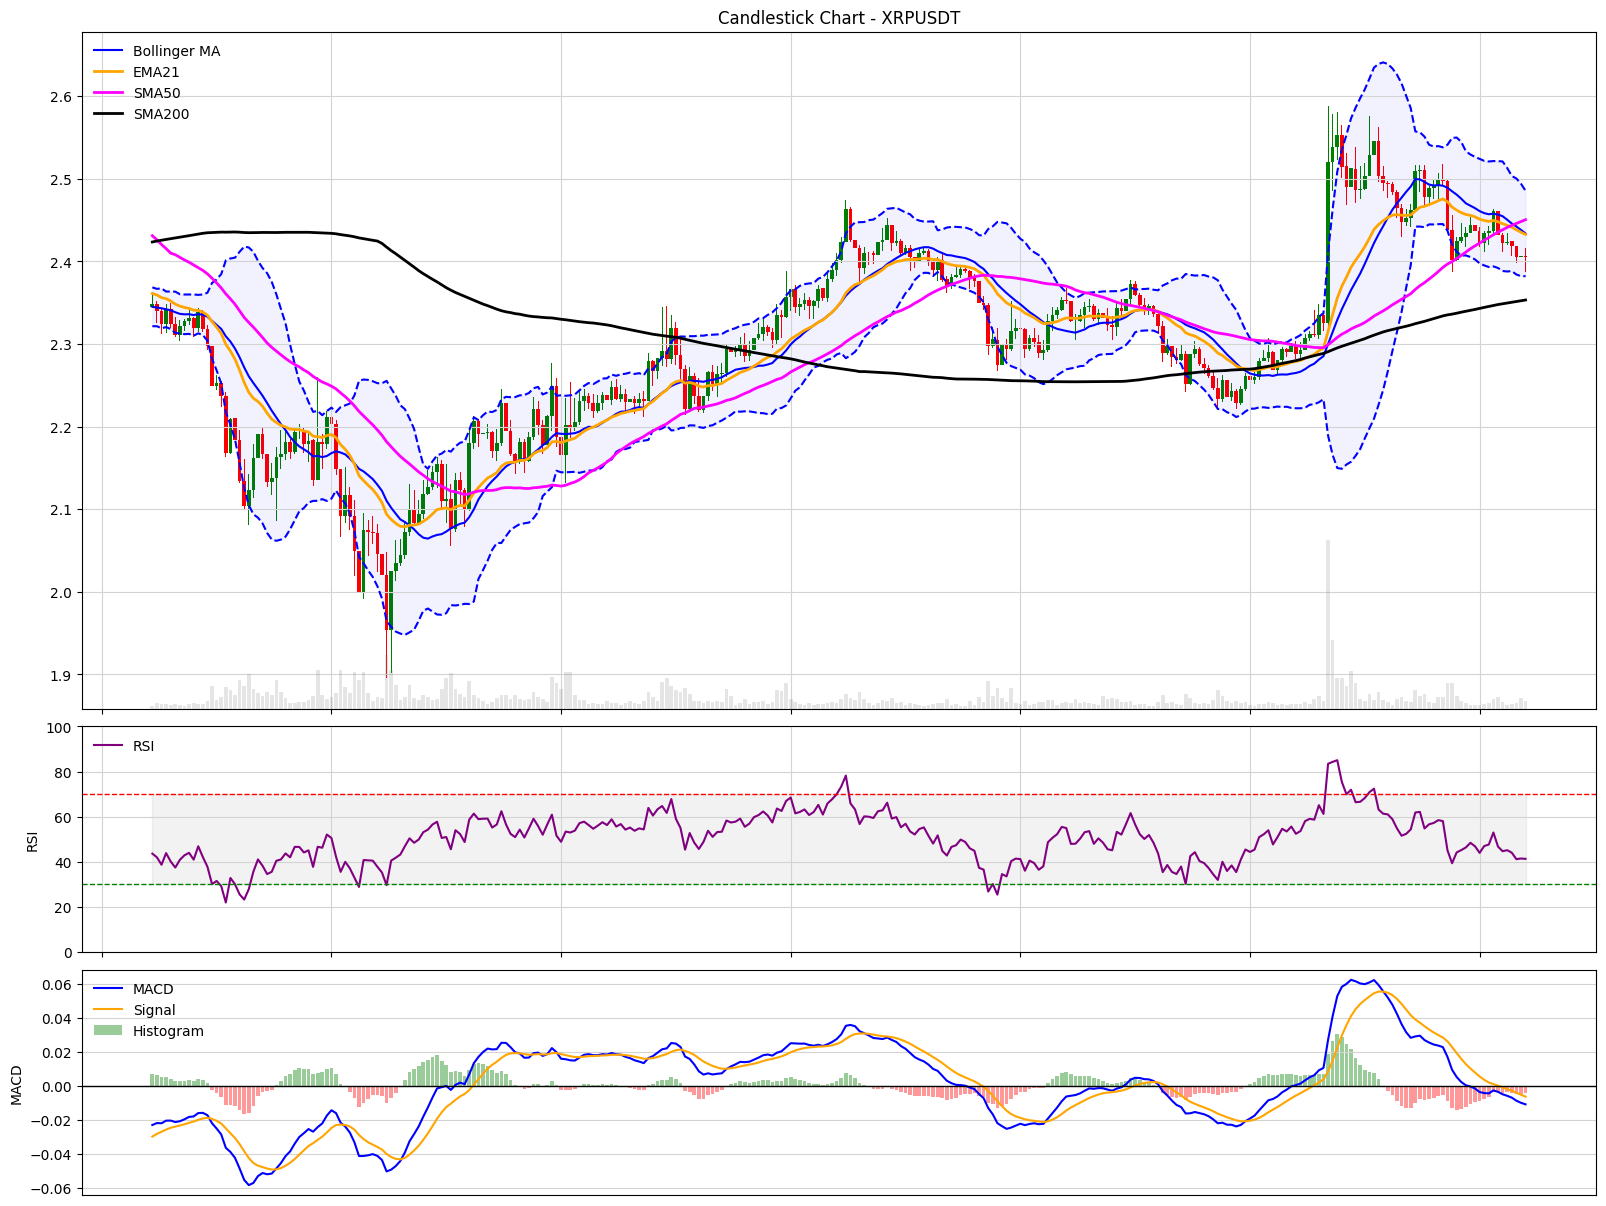 Candlestick Chart - XRPUSDT
Bollinger MA
EMA21
SMA50
SMA200
2.6
2.5
2.4
2.3
2.2
2.1
2.0
1.9
100
80
60
40
20
0
RSI
RSI
0.06
0.04
0.02
0.00
−0.02
−0.04
−0.06
MACD
MACD
Signal
Histogram